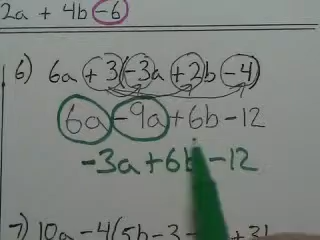 2a + 4b - 6
6) 6a + 3(-3a + 2b - 4)
6a - 9a + 6b - 12
-3a + 6b - 12
7) 10a - 4(5b - 3